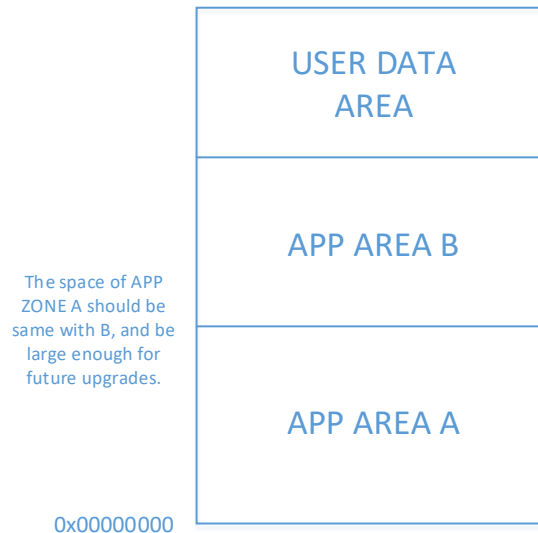 USER DATA
AREA
APP AREA B
The space of APP
ZONE A should be
same with B, and be
large enough for
future upgrades.
APP AREA A
0x00000000